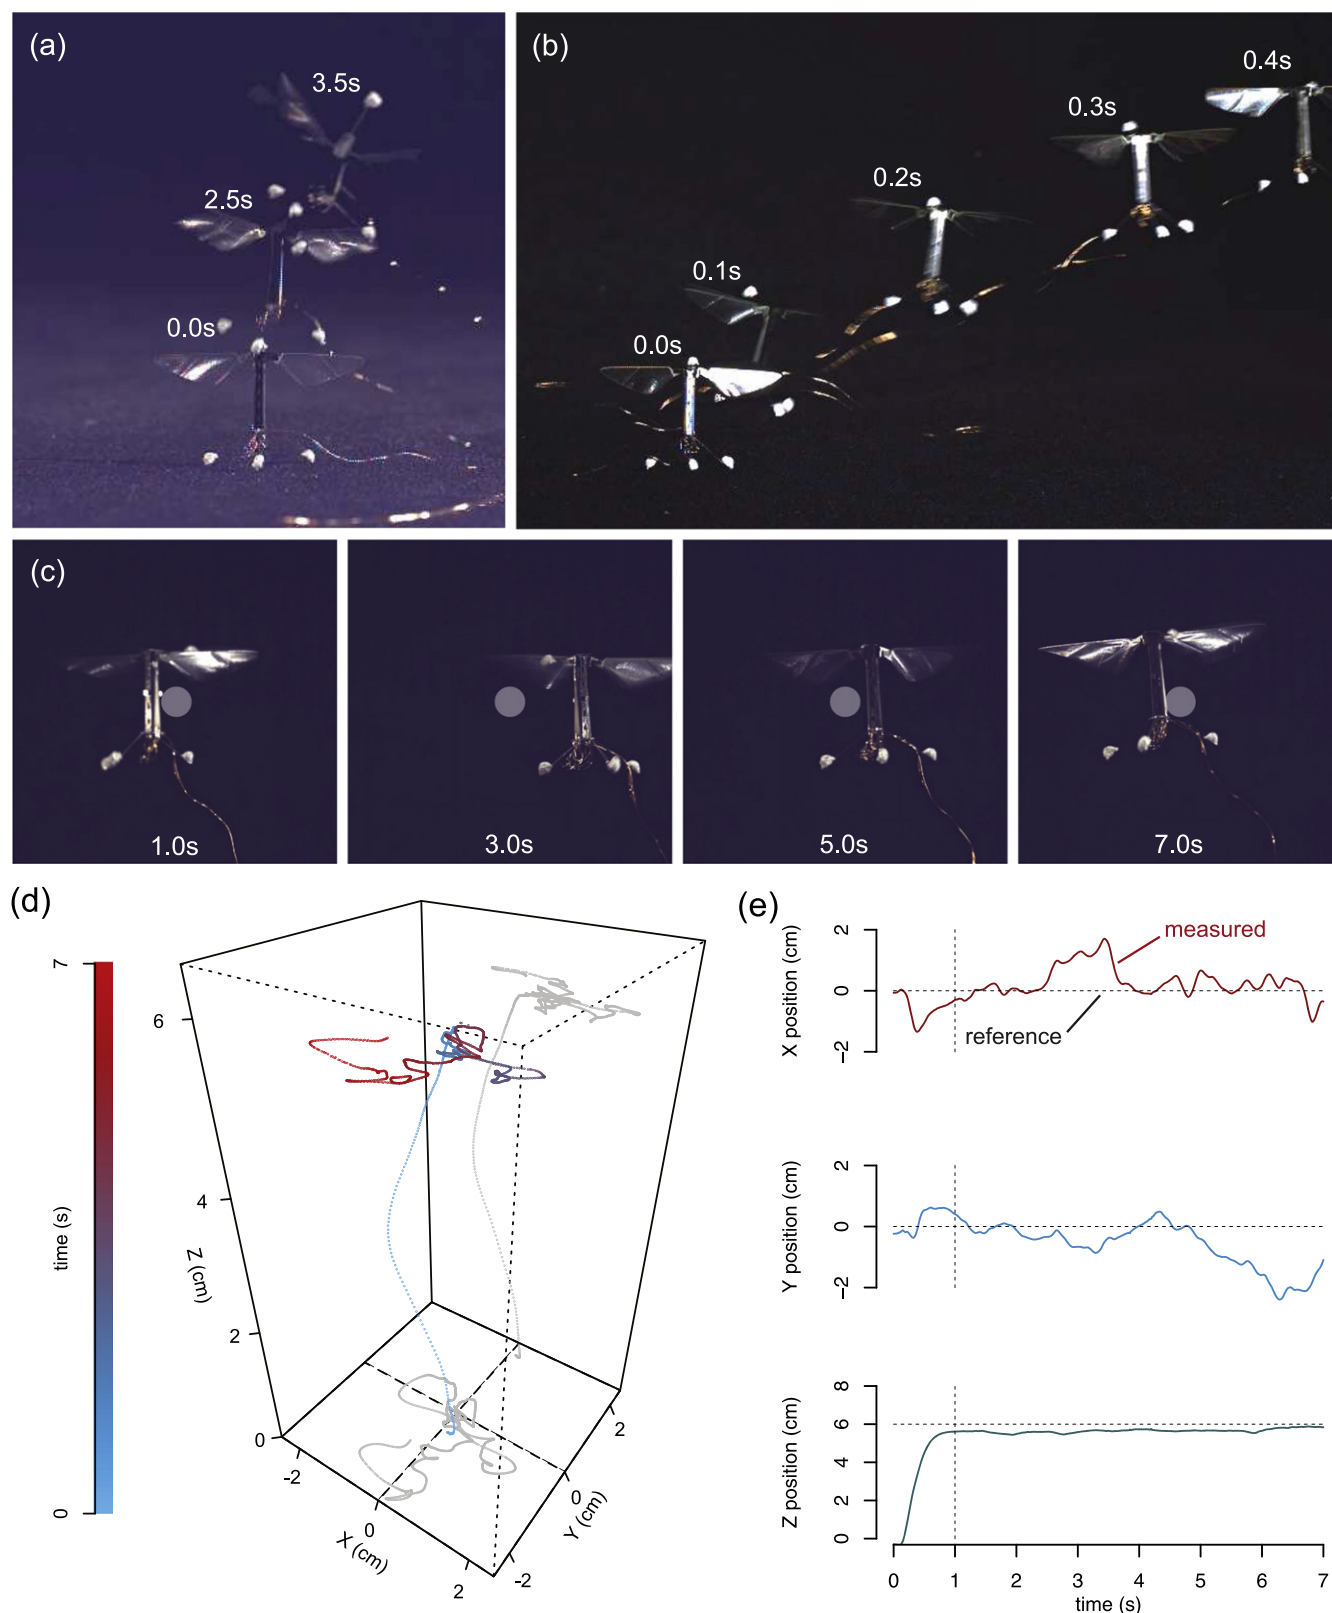 (a)
3.5s
2.5s
0.0s
(b)
0.4s
0.3s
0.2s
0.1s
0.0s
(c)
1.0s
3.0s
5.0s
7.0s
(d)
7
time (s)
0
6
4
Z (cm)
2
0
-2
0
X (cm)
2
-2
0
Y (cm)
2
(e)
X position (cm)
2
0
−2
measured
reference
Y position (cm)
2
0
−2
Z position (cm)
8
6
4
2
0
0 1 2 3 4 5 6 7
time (s)